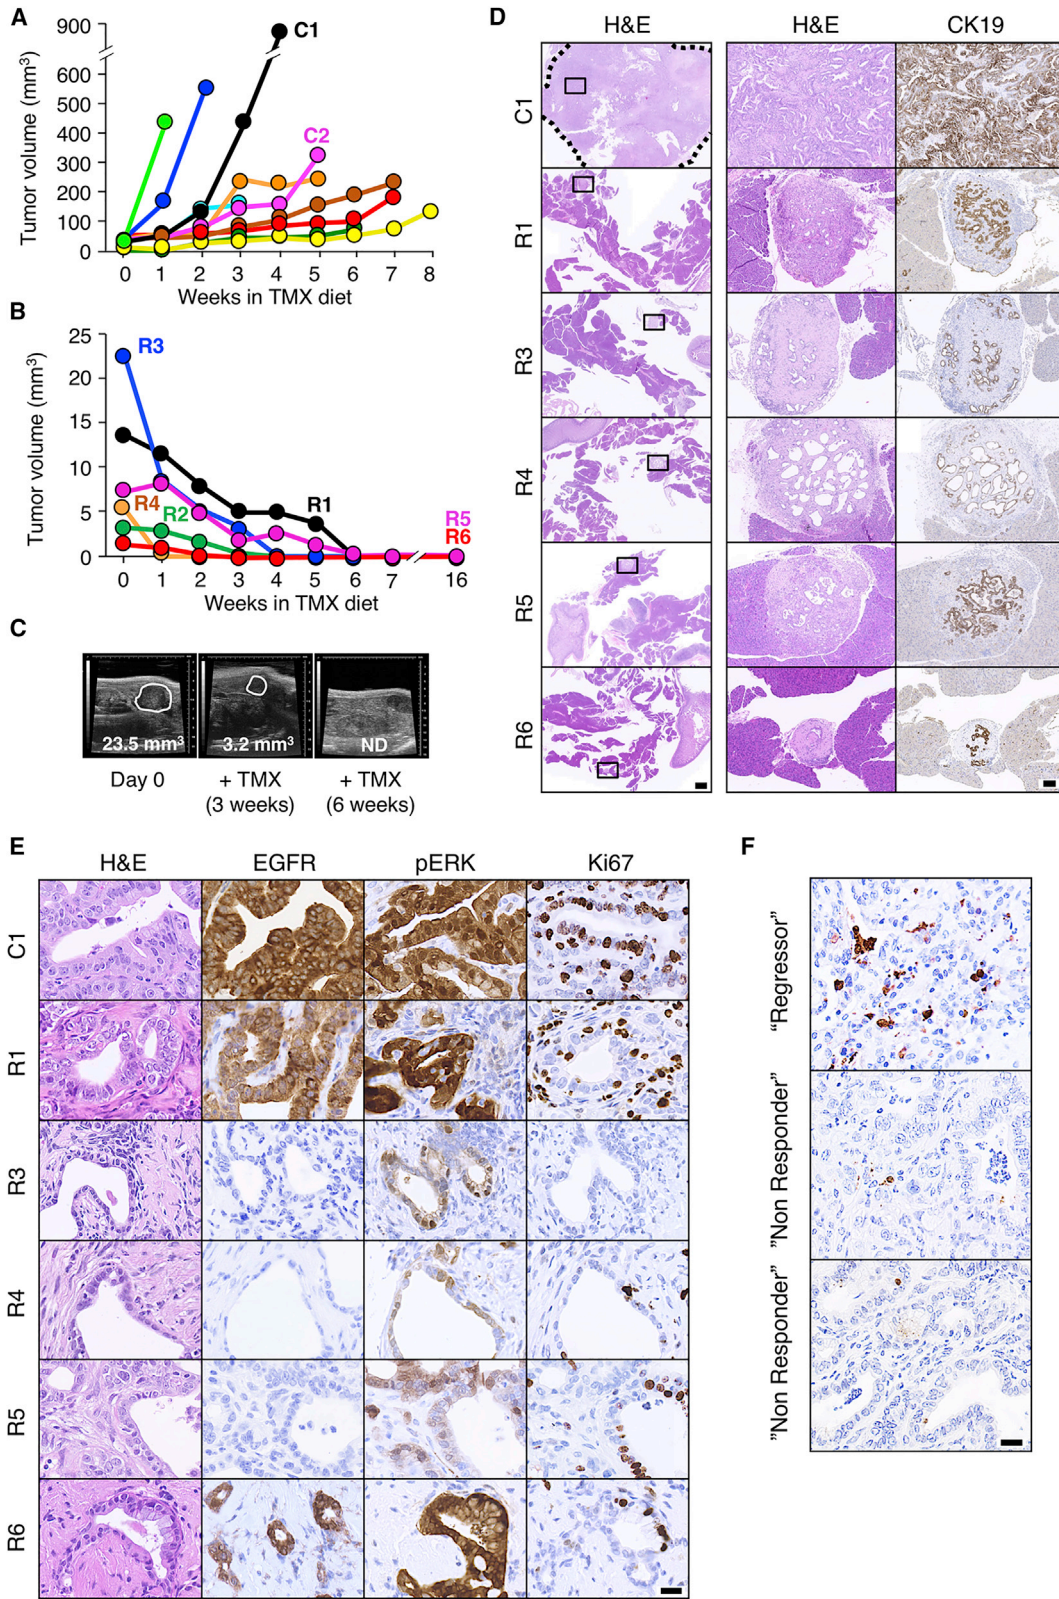 A
Tumor volume (mm³)
900
600
500
400
300
200
100
0
C1
C2
0 1 2 3 4 5 6 7 8
Weeks in TMX diet
B
Tumor volume (mm³)
25
20
15
10
5
0
R3
R4
R2
R1
R5
R6
0 1 2 3 4 5 6 7 16
Weeks in TMX diet
C
23.5 mm³
3.2 mm³
ND
Day 0
+ TMX
(3 weeks)
+ TMX
(6 weeks)
D
H&E H&E CK19
C1
R1
R3
R4
R5
R6
E
H&E EGFR pERK Ki67
C1
R1
R3
R4
R5
R6
F
“Regressor”
”Non Responder”
”Non Responder”